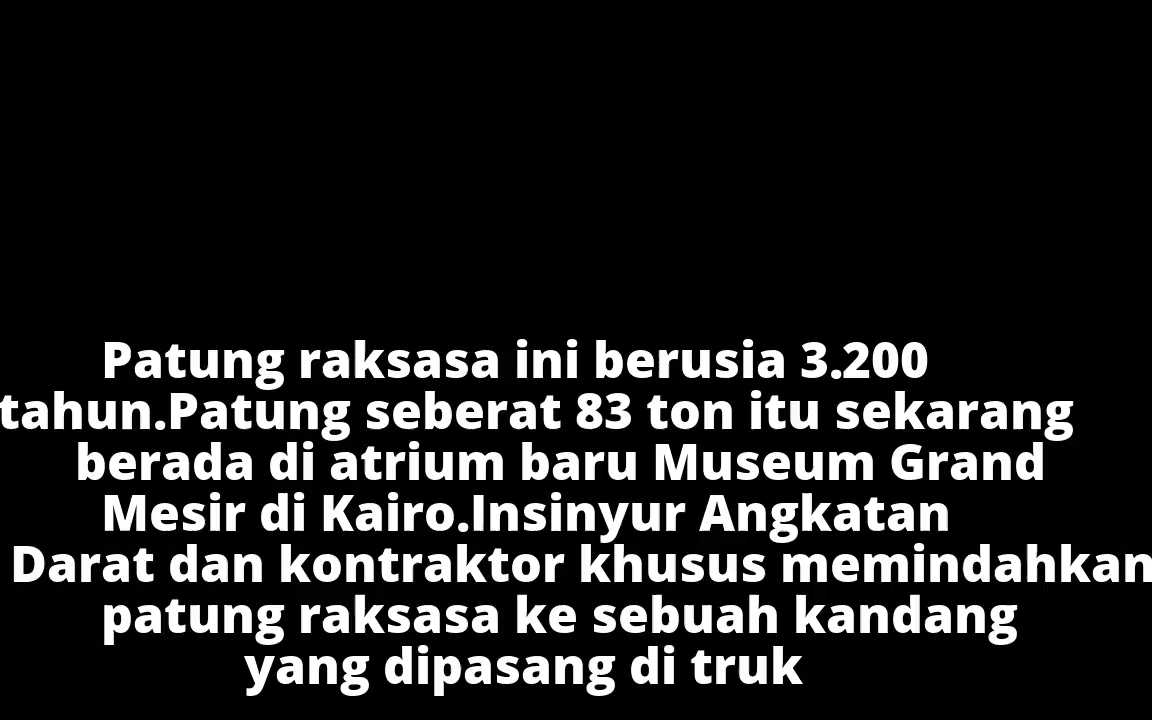 Patung raksasa ini berusia 3.200
tahun.Patung seberat 83 ton itu sekarang
berada di atrium baru Museum Grand
Mesir di Kairo.Insinyur Angkatan
Darat dan kontraktor khusus memindahkan
patung raksasa ke sebuah kandang
yang dipasang di truk